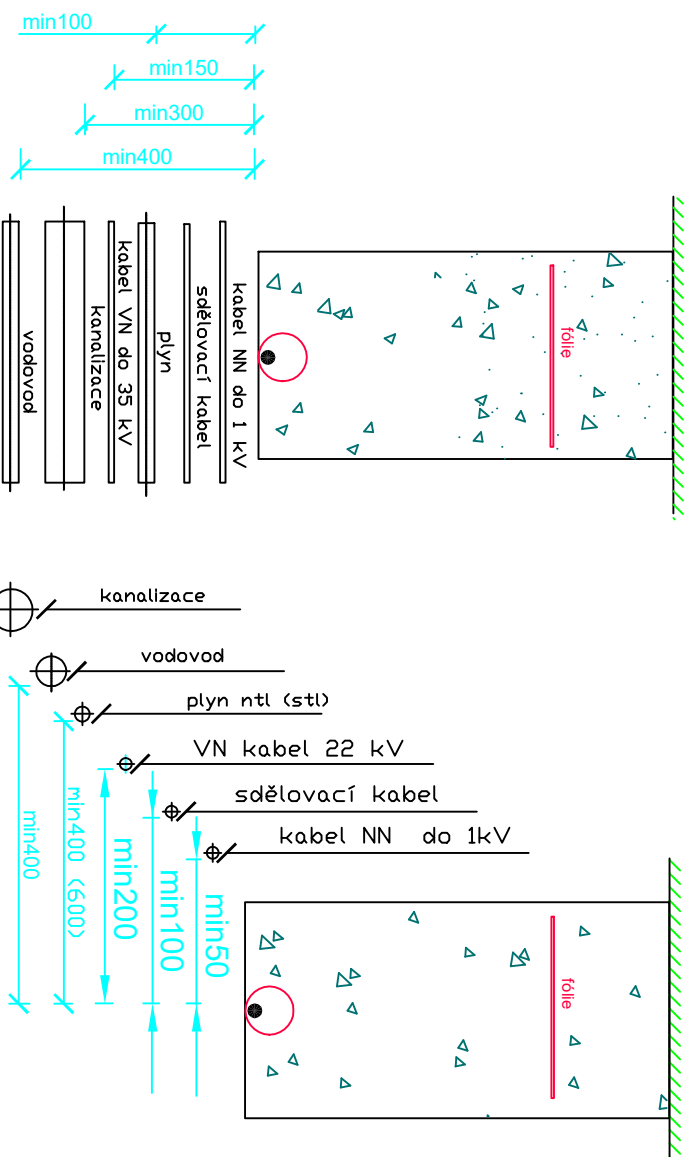 min100
min150
min300
min400
fólie
kabel NN do 1 kV
sdělovací kabel
plyn
kabel VN do 35 kV
kanalizace
vodovod
kanalizace
vodovod
plyn ntl (stl)
VN kabel 22 kV
sdělovací kabel
kabel NN do 1kV
fólie
min50
min100
min200
min400 (600)
min400